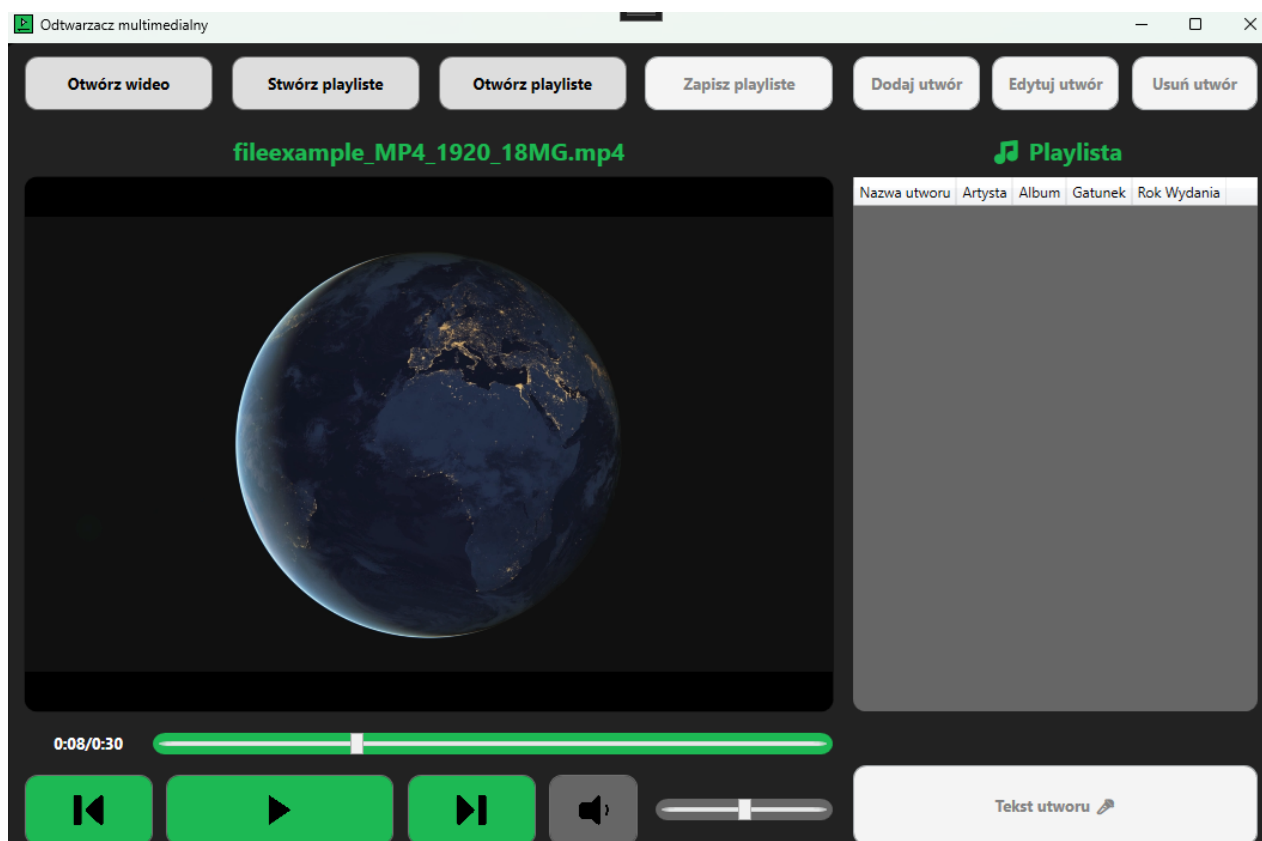 Odtwarzacz multimedialny
Otwórz wideo
Stwórz playliste
Otwórz playliste
Zapisz playliste
Dodaj utwór
Edytuj utwór
Usuń utwór
fileexample_MP4_1920_18MG.mp4
Playlista
Nazwa utworu Artysta Album Gatunek Rok Wydania
0:08/0:30
Tekst utworu